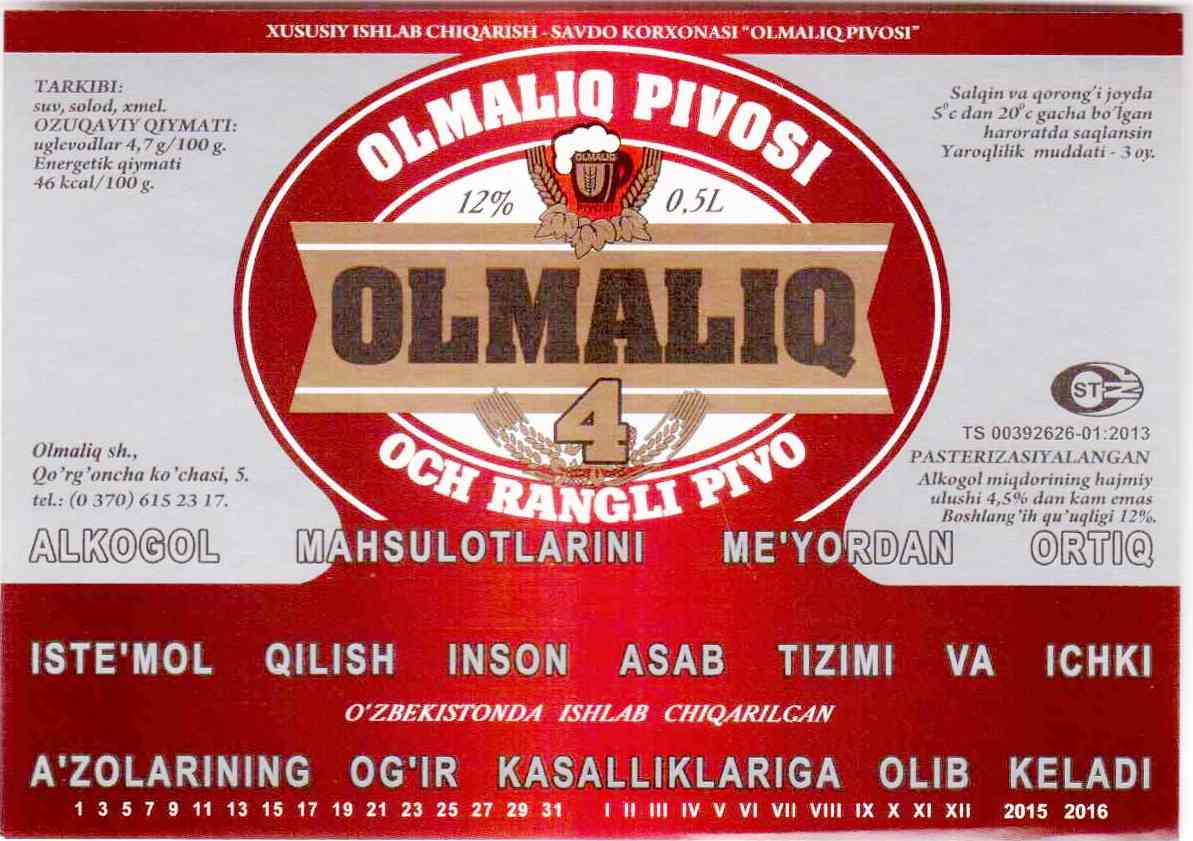 XUSUSIY ISHLAB CHIQARISH - SAVDO KORXONASI "OLMALIQ PIVOSI"
TARKIBI:
suv, solod, xmel.
OZUQAVIY QIYMATI:
uglevodlar 4,7 g/100 g.
Energetik qiymati
46 kcal/100 g.
Salqin va qorong'i joyda
5°c dan 20°c gacha bo'lgan
haroratda saqlansin
Yaroqlilik muddati - 3 oy.
OLMALIQ PIVOSI
OLMALIQ
PIVOSI
12% 0,5L
OLMALIQ
4
OCH RANGLI PIVO
Olmaliq sh.,
Qo'rg'oncha ko'chasi, 5.
tel.: (0 370) 615 23 17.
ST
TS 00392626-01:2013
PASTERIZASIYALANGAN
Alkogol miqdorining hajmiy
ulushi 4,5% dan kam emas
Boshlang'ih qu'uqligi 12%.
ALKOGOL MAHSULOTLARINI ME'YORDAN ORTIQ
ISTE'MOL QILISH INSON ASAB TIZIMI VA ICHKI
O'ZBEKISTONDA ISHLAB CHIQARILGAN
A'ZOLARINING OG'IR KASALLIKLARIGA OLIB KELADI
1 3 5 7 9 11 13 15 17 19 21 23 25 27 29 31 I II III IV V VI VII VIII IX X XI XII 2015 2016